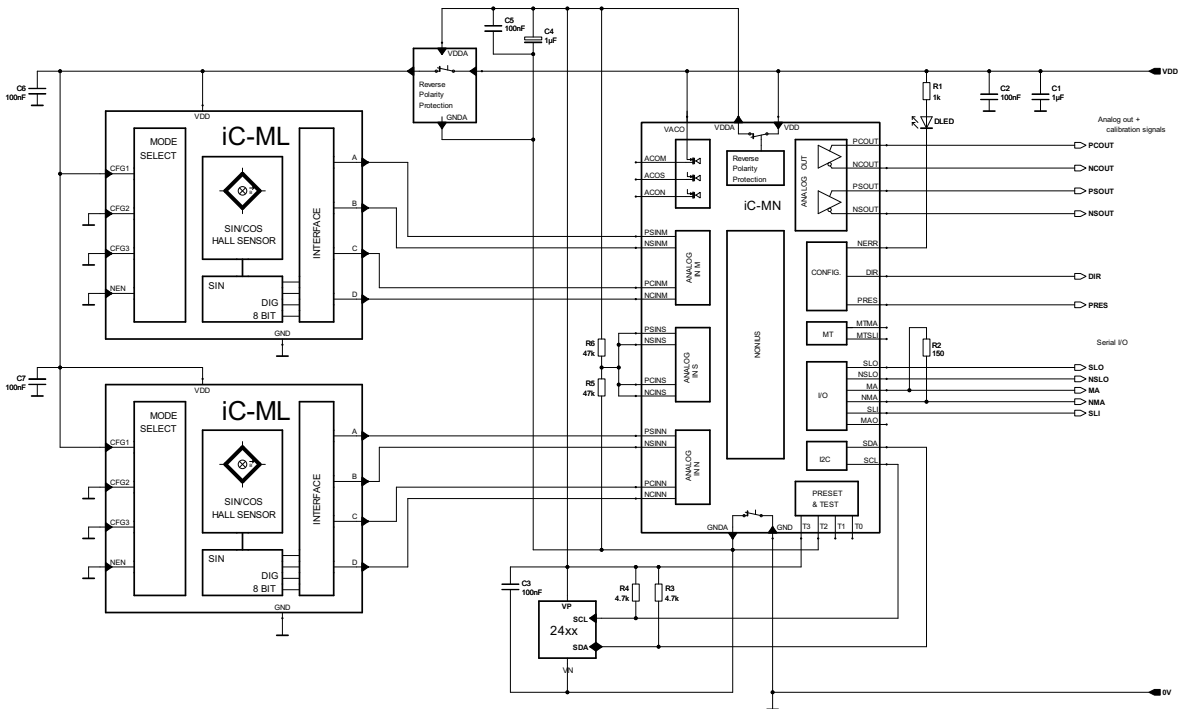 C5
100nF
C4
1µF
VDDA
Reverse
Polarity
Protection
GNDA
C6
100nF
VDD
R1
1k
C2
100nF
C1
1µF
DLED
Analog out +
calibration signals
VDD
iC-ML
MODE
SELECT
CFG1
CFG2
CFG3
NEN
SIN/COS
HALL SENSOR
SIN
DIG
8 BIT
INTERFACE
A
B
C
D
GND
VACO
VDDA
VDD
ACOM
ACOS
ACON
Reverse
Polarity
Protection
iC-MN
ANALOG OUT
PCOUT
NCOUT
PSOUT
NSOUT
PCOUT
NCOUT
PSOUT
NSOUT
PSINM
NSINM
PCINM
NCINM
ANALOG
IN M
NONIUS
CONFIG.
NERR
DIR
PRES
DIR
PRES
MT
MTMA
MTSLI
R2
150
Serial I/O
R6
47k
R5
47k
PSINS
NSINS
PCINS
NCINS
ANALOG
IN S
I/O
SLO
NSLO
MA
NMA
SLI
MAO
SLO
NSLO
MA
NMA
SLI
C7
100nF
VDD
iC-ML
MODE
SELECT
CFG1
CFG2
CFG3
NEN
SIN/COS
HALL SENSOR
SIN
DIG
8 BIT
INTERFACE
A
B
C
D
GND
PSINN
NSINN
PCINN
NCINN
ANALOG
IN N
I2C
SDA
SCL
PRESET
& TEST
GNDA
GND
T3
T2
T1
T0
C3
100nF
R4
4.7k
R3
4.7k
VP
SCL
24xx
SDA
VN
0V